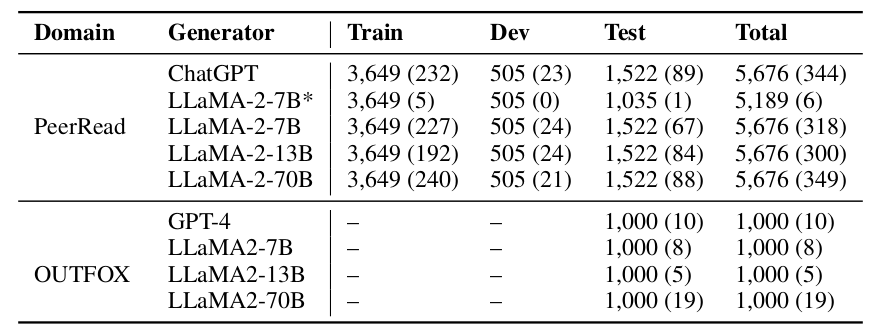 Domain Generator Train Dev Test Total
ChatGPT 3,649 (232) 505 (23) 1,522 (89) 5,676 (344)
LLaMA-2-7B* 3,649 (5) 505 (0) 1,035 (1) 5,189 (6)
PeerRead LLaMA-2-7B 3,649 (227) 505 (24) 1,522 (67) 5,676 (318)
LLaMA-2-13B 3,649 (192) 505 (24) 1,522 (84) 5,676 (300)
LLaMA-2-70B 3,649 (240) 505 (21) 1,522 (88) 5,676 (349)
GPT-4 – – 1,000 (10) 1,000 (10)
LLaMA2-7B – – 1,000 (8) 1,000 (8)
OUTFOX LLaMA2-13B – – 1,000 (5) 1,000 (5)
LLaMA2-70B – – 1,000 (19) 1,000 (19)